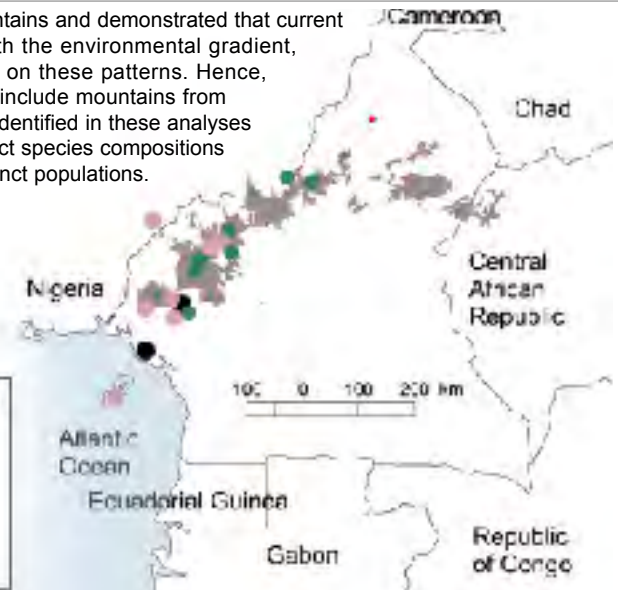 ntains and demonstrated that current
th the environmental gradient,
on these patterns. Hence,
include mountains from
dentified in these analyses
ct species compositions
nct populations.
Cameroon
Chad
Nigeria
Central
African
Republic
100 0 100 200 km
Atlantic
Ocean
Equadorial Guinea
Gabon
Republic
of Congo